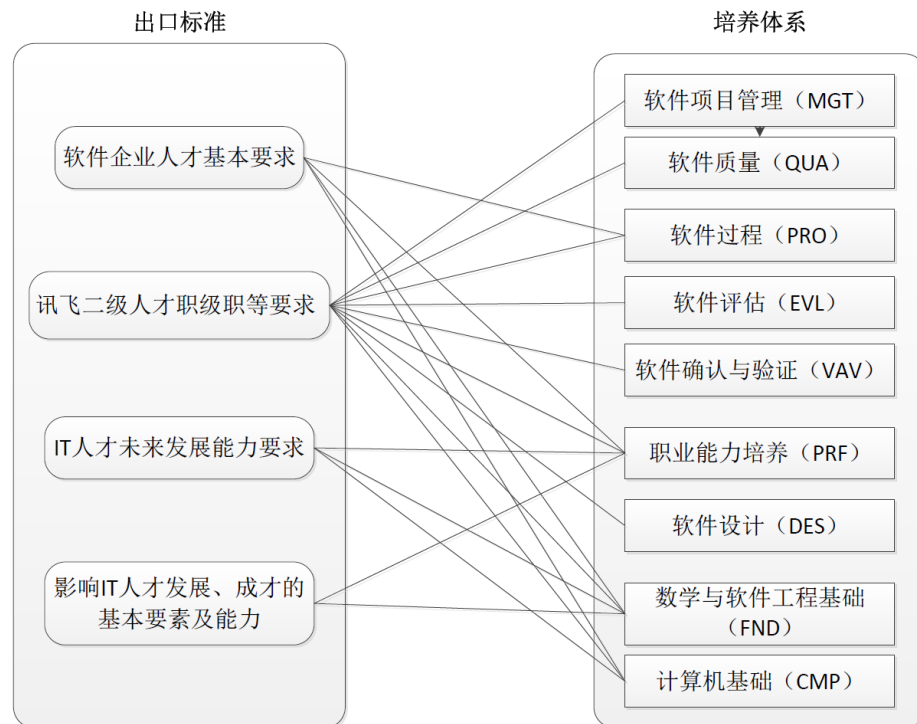 出口标准
培养体系
软件企业人才基本要求
讯飞二级人才职级职等要求
IT人才未来发展能力要求
影响IT人才发展、成才的
基本要素及能力
软件项目管理（MGT）
软件质量（QUA）
软件过程（PRO）
软件评估（EVL）
软件确认与验证（VAV）
职业能力培养（PRF）
软件设计（DES）
数学与软件工程基础
（FND）
计算机基础（CMP）